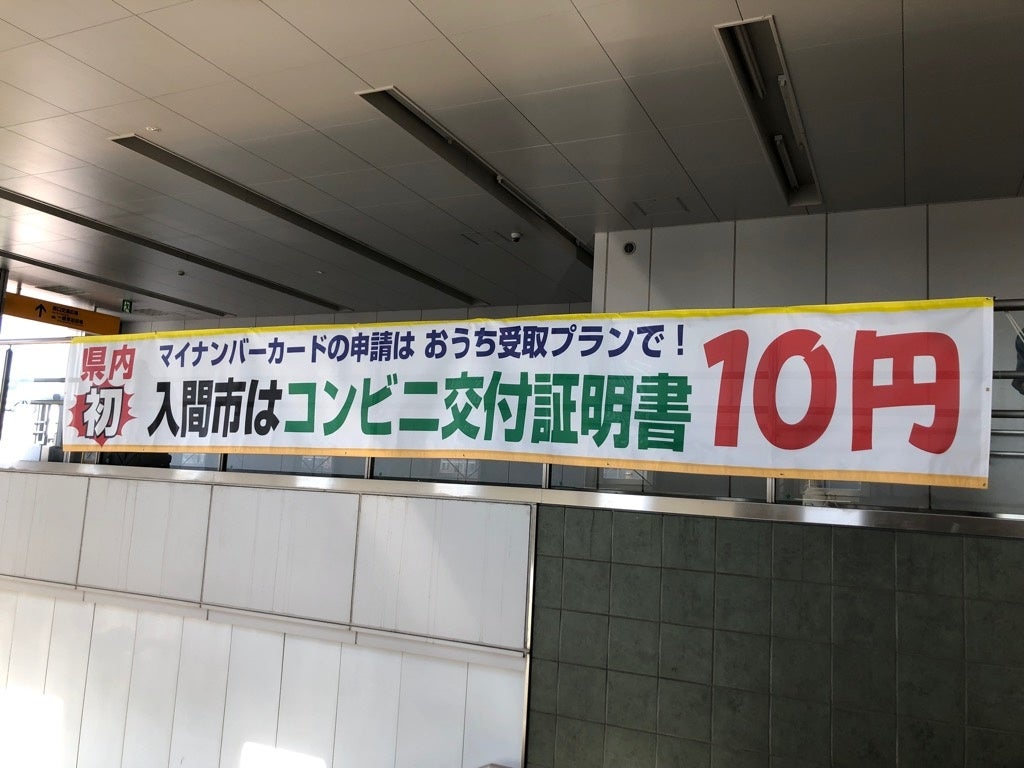 県内
初
マイナンバーカードの申請は おうち受取プランで！
入間市はコンビニ交付証明書
10円